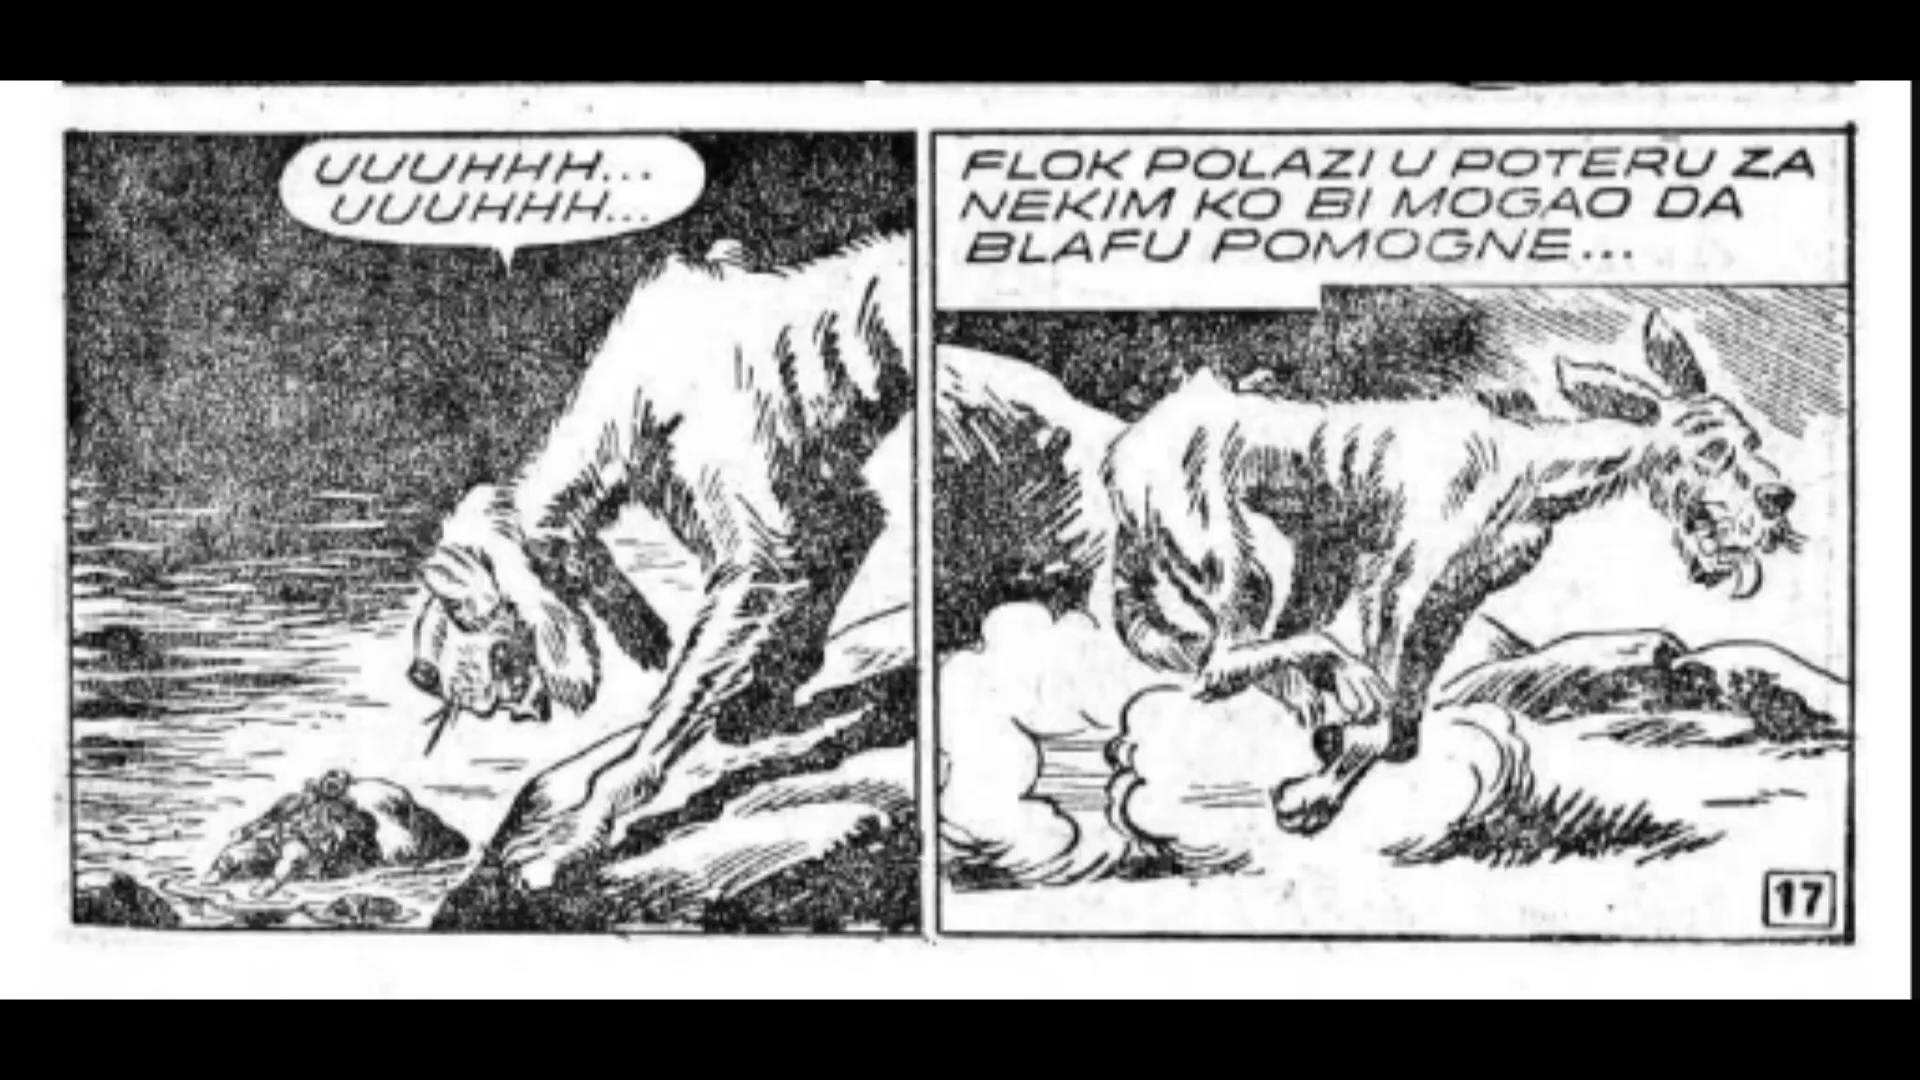 UUUHHH...
UUUHHH...
FLOK POLAZI U POTERU ZA
NEKIM KO BI MOGAO DA
BLAFU POMOGNE...
17